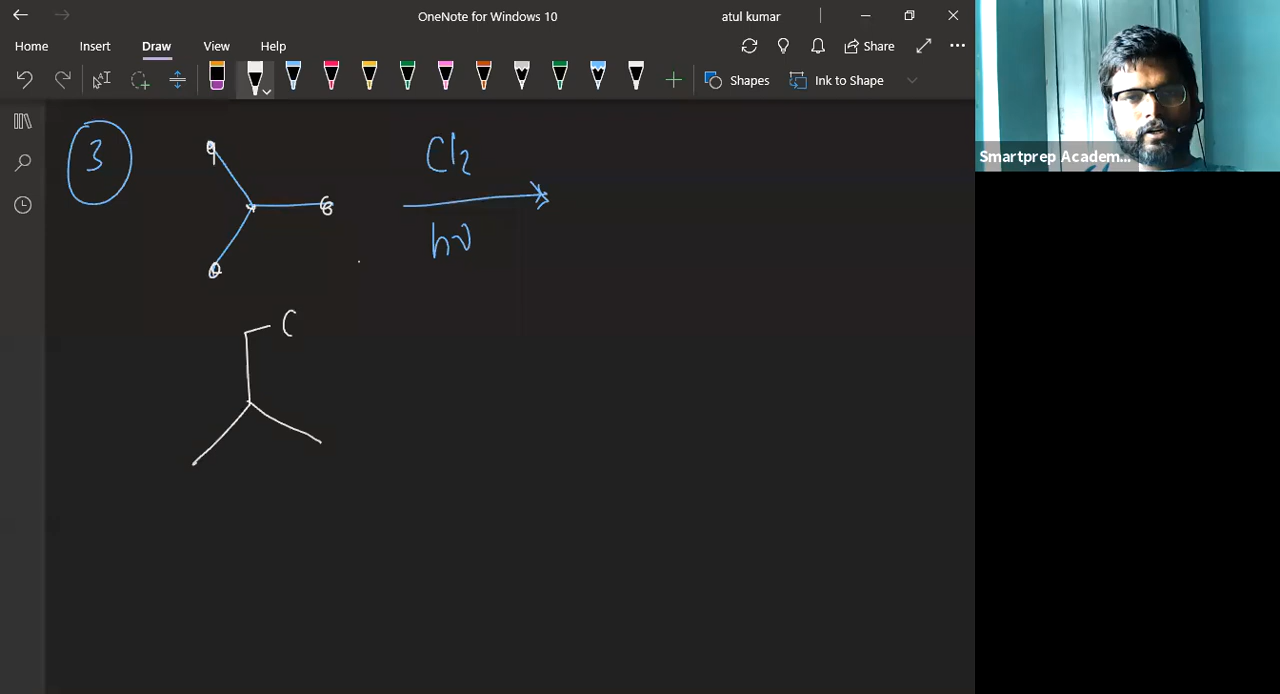 OneNote for Windows 10
atul kumar
Home Insert Draw View Help
Share
Shapes
Ink to Shape
3
Cl2
hν
C
Smartprep Academ...